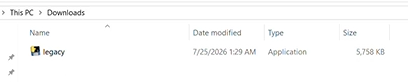 This PC > Downloads
Name Date modified Type Size
legacy 7/25/2026 1:29 AM Application 5,758 KB